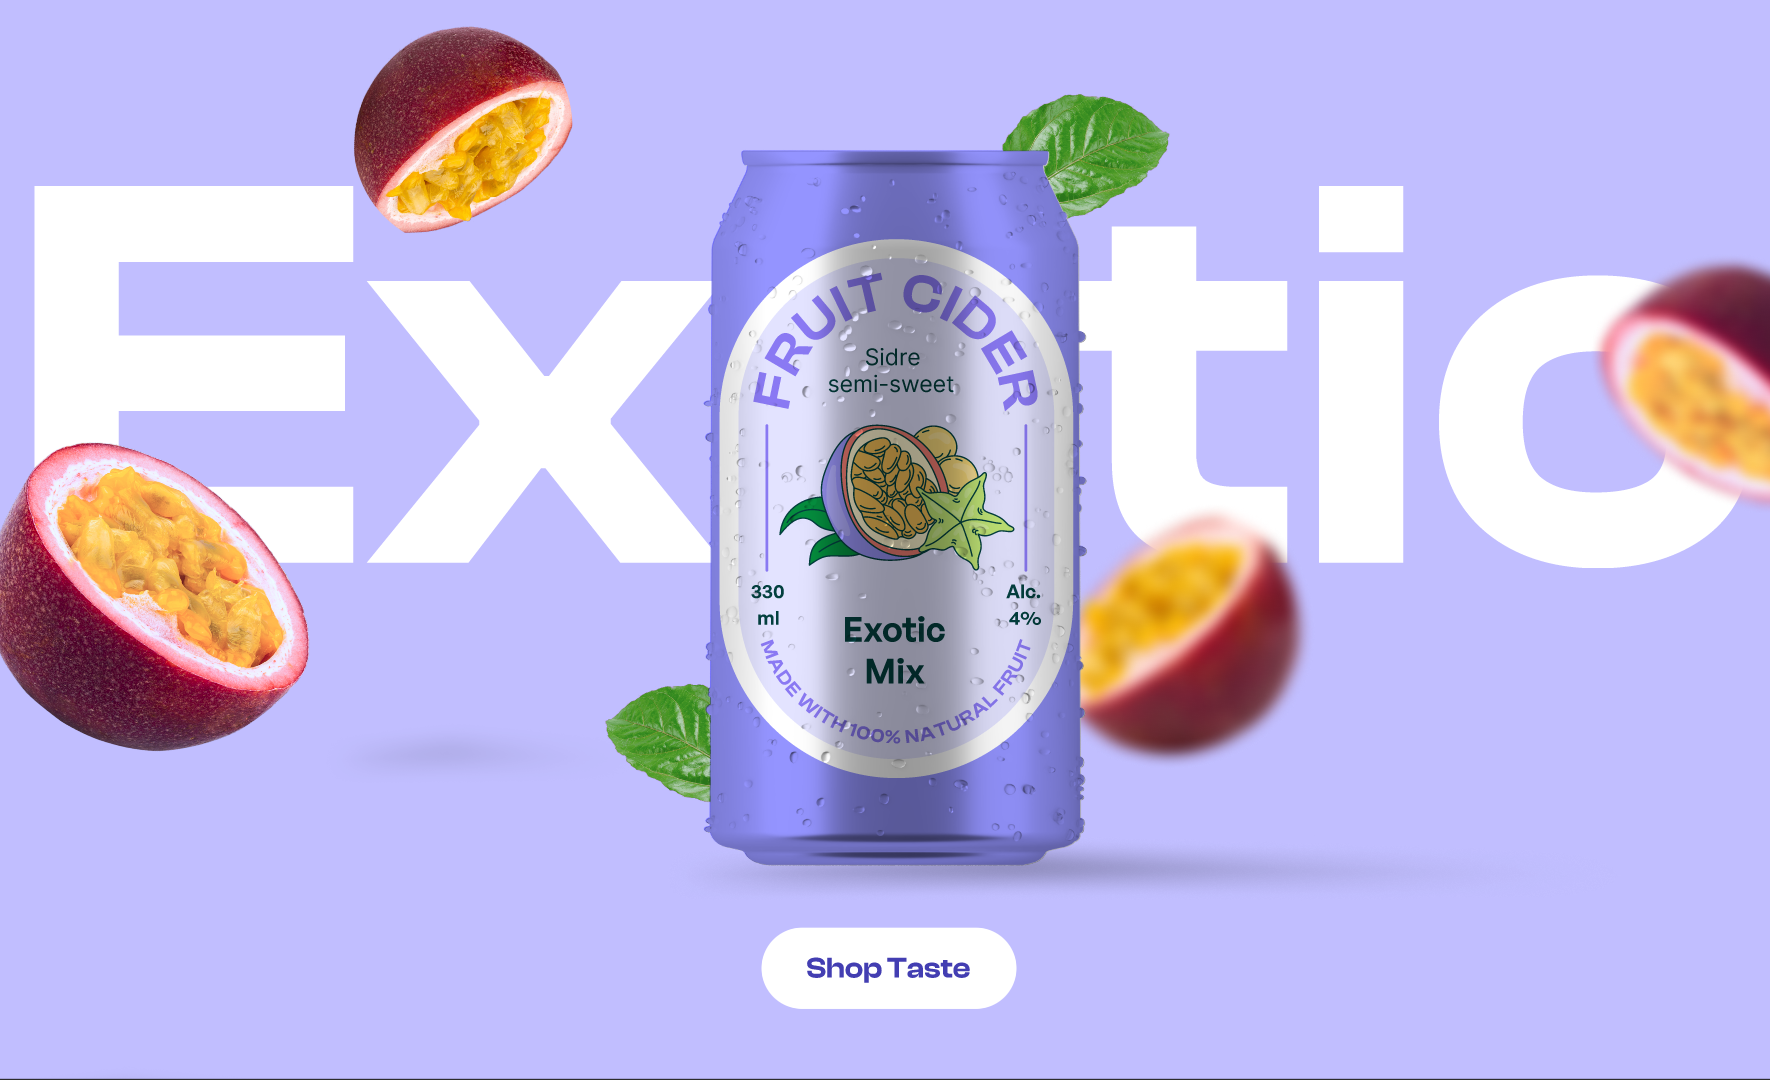 Exotic
FRUIT CIDER
Sidre
semi-sweet
330
ml
Alc.
4%
Exotic
Mix
MADE WITH 100% NATURAL FRUIT
Shop Taste